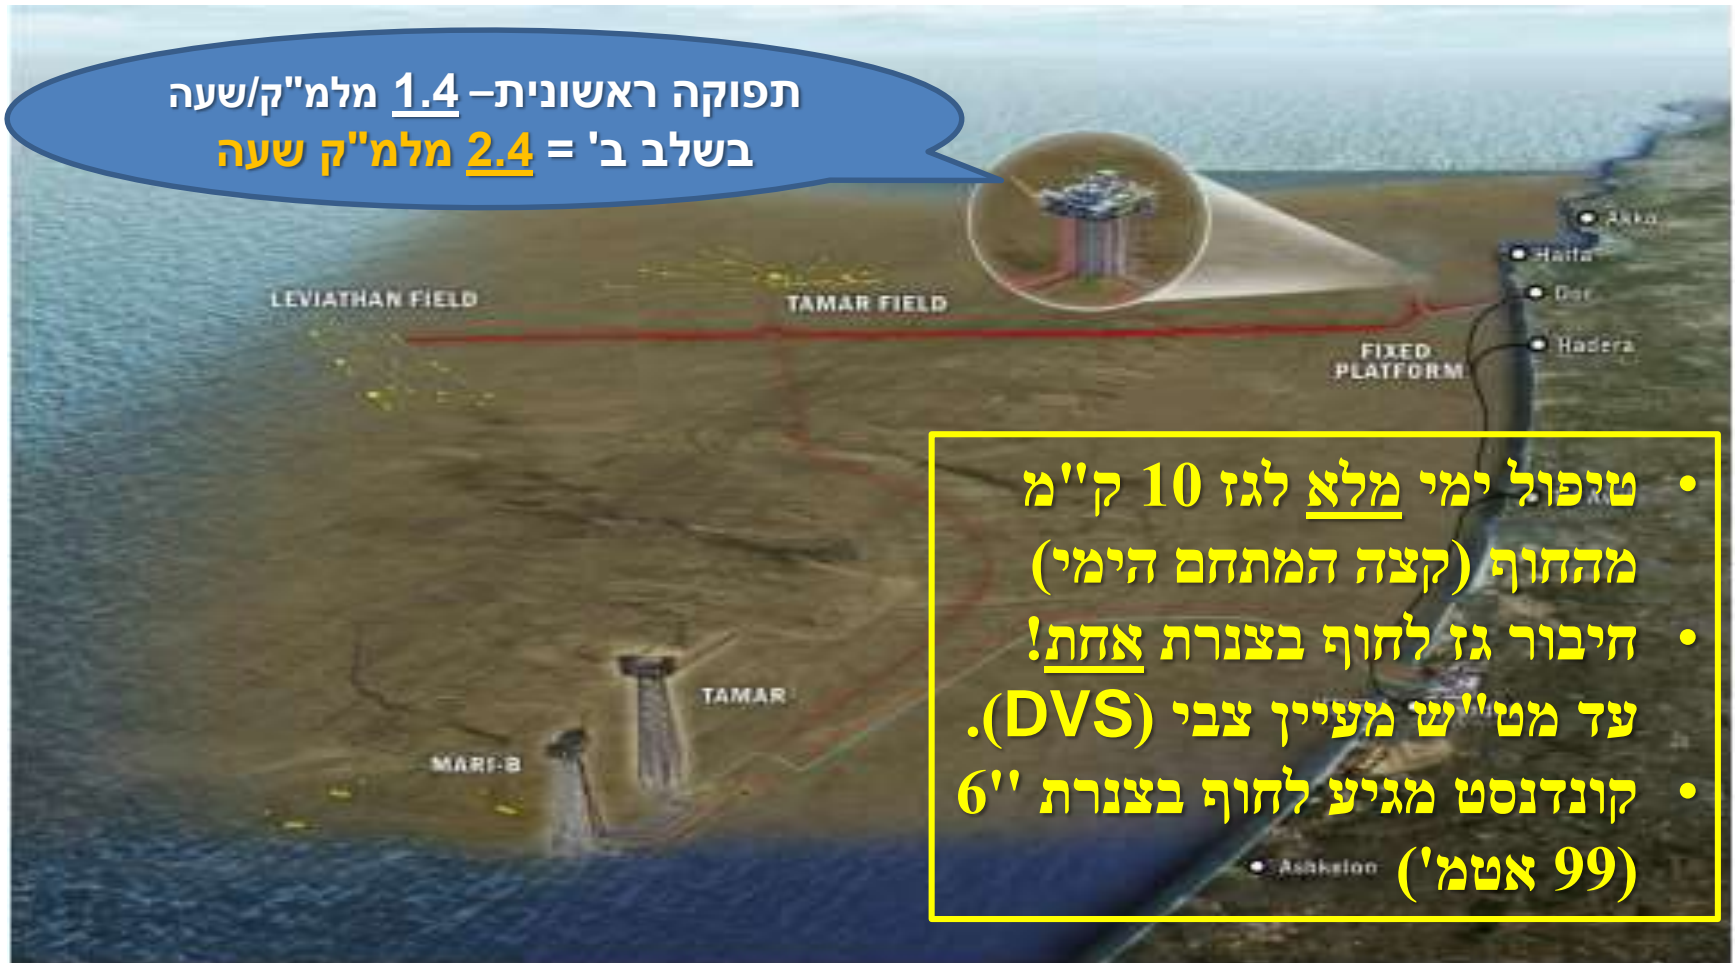 תפוקה ראשונית– 1.4 מלמ"ק/שעה
בשלב ב' = 2.4 מלמ"ק שעה
Akko
Haifa
Dor
LEVIATHAN FIELD
TAMAR FIELD
Hadera
FIXED
PLATFORM
• טיפול ימי מלא לגז 10 ק"מ
מהחוף (קצה המתחם הימי)
• חיבור גז לחוף בצנרת אחת!
עד מט"ש מעיין צבי (DVS).
• קונדנסט מגיע לחוף בצנרת 6''
(99 אטמ')
TAMAR
MARI-B
Ashkelon